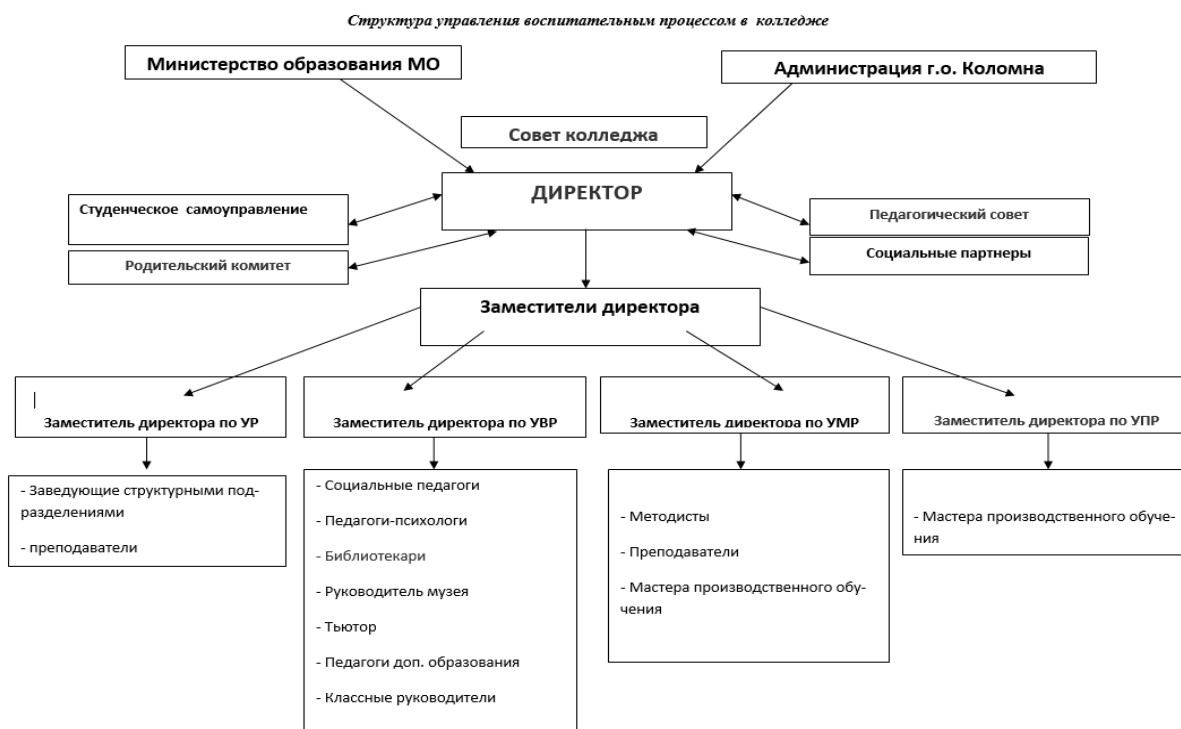 Структура управления воспитательным процессом в колледже
Министерство образования МО
Администрация г.о. Коломна
Совет колледжа
ДИРЕКТОР
Студенческое самоуправление
Педагогический совет
Родительский комитет
Социальные партнеры
Заместители директора
Заместитель директора по УР
Заместитель директора по УВР
Заместитель директора по УМР
Заместитель директора по УПР
- Заведующие структурными под-
разделениями
- преподаватели
- Социальные педагоги
- Педагоги-психологи
- Библиотекари
- Руководитель музея
- Тьютор
- Педагоги доп. образования
- Классные руководители
- Методисты
- Преподаватели
- Мастера производственного обу-
чения
- Мастера производственного обуче-
ния